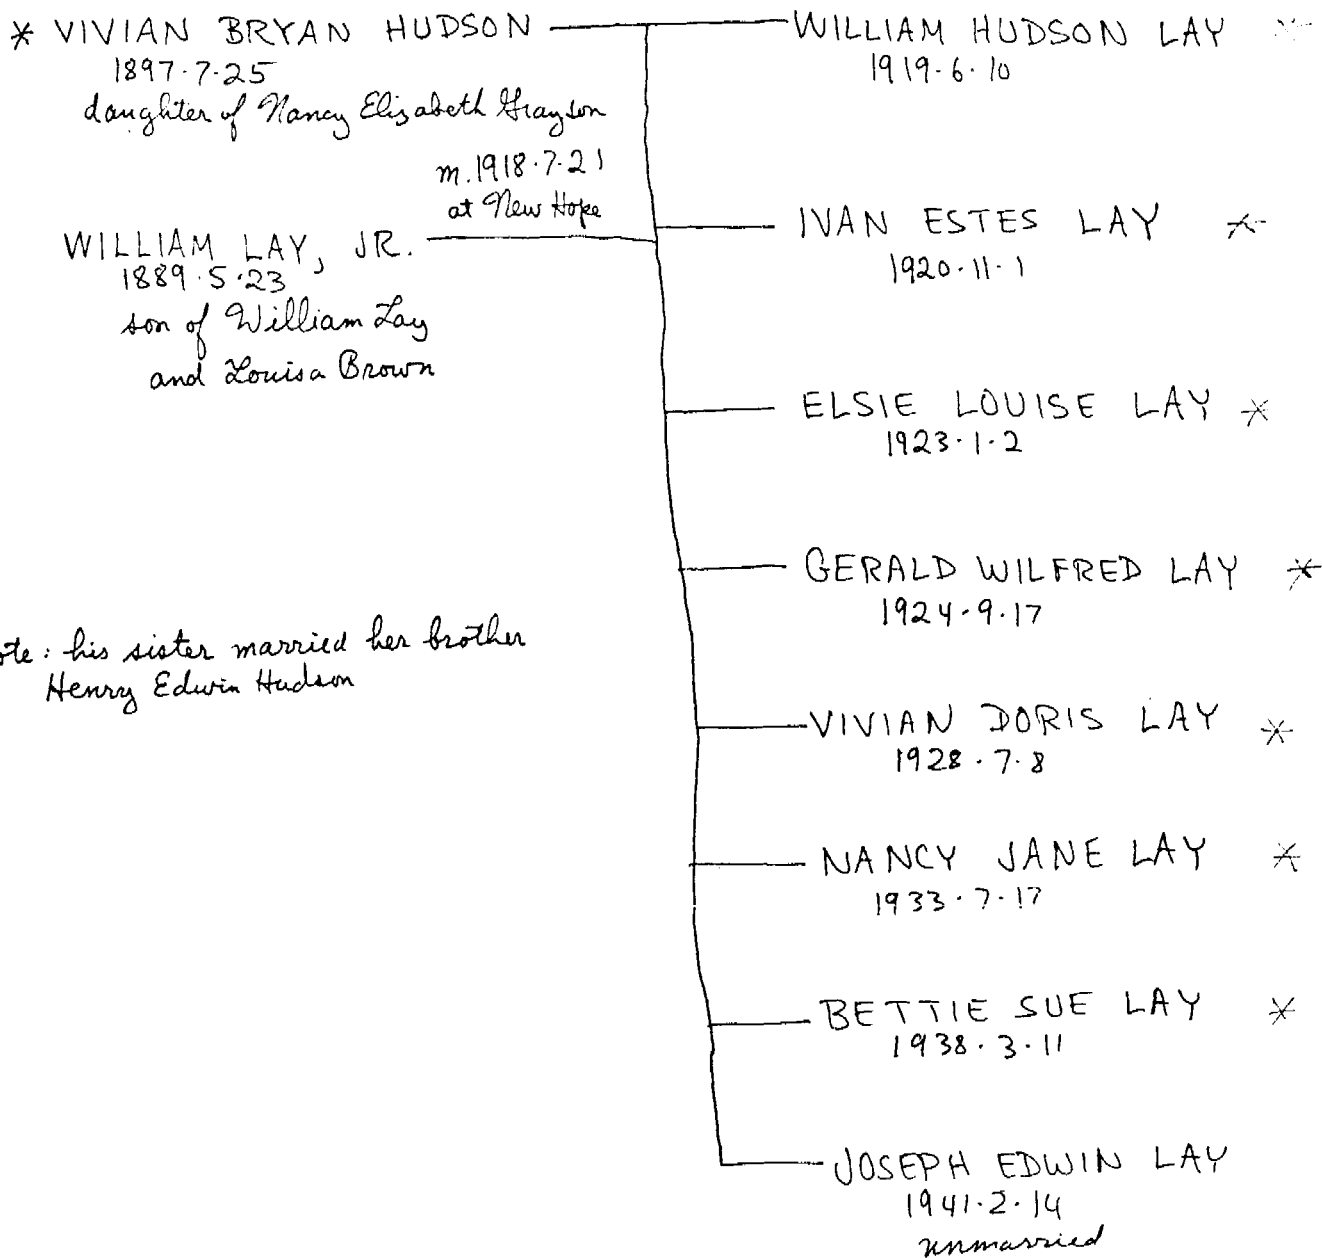 * VIVIAN BRYAN HUDSON
1897·7·25
daughter of Nancy Elizabeth Grayson
m. 1918·7·21
at New Hope
WILLIAM LAY, JR.
1889·5·23
son of William Lay
and Louisa Brown
ote: his sister married her brother
Henry Edwin Hudson
WILLIAM HUDSON LAY *
1919·6·10
IVAN ESTES LAY *
1920·11·1
ELSIE LOUISE LAY *
1923·1·2
GERALD WILFRED LAY *
1924·9·17
VIVIAN DORIS LAY *
1928·7·8
NANCY JANE LAY *
1933·7·17
BETTIE SUE LAY *
1938·3·11
JOSEPH EDWIN LAY
1941·2·14
unmarried